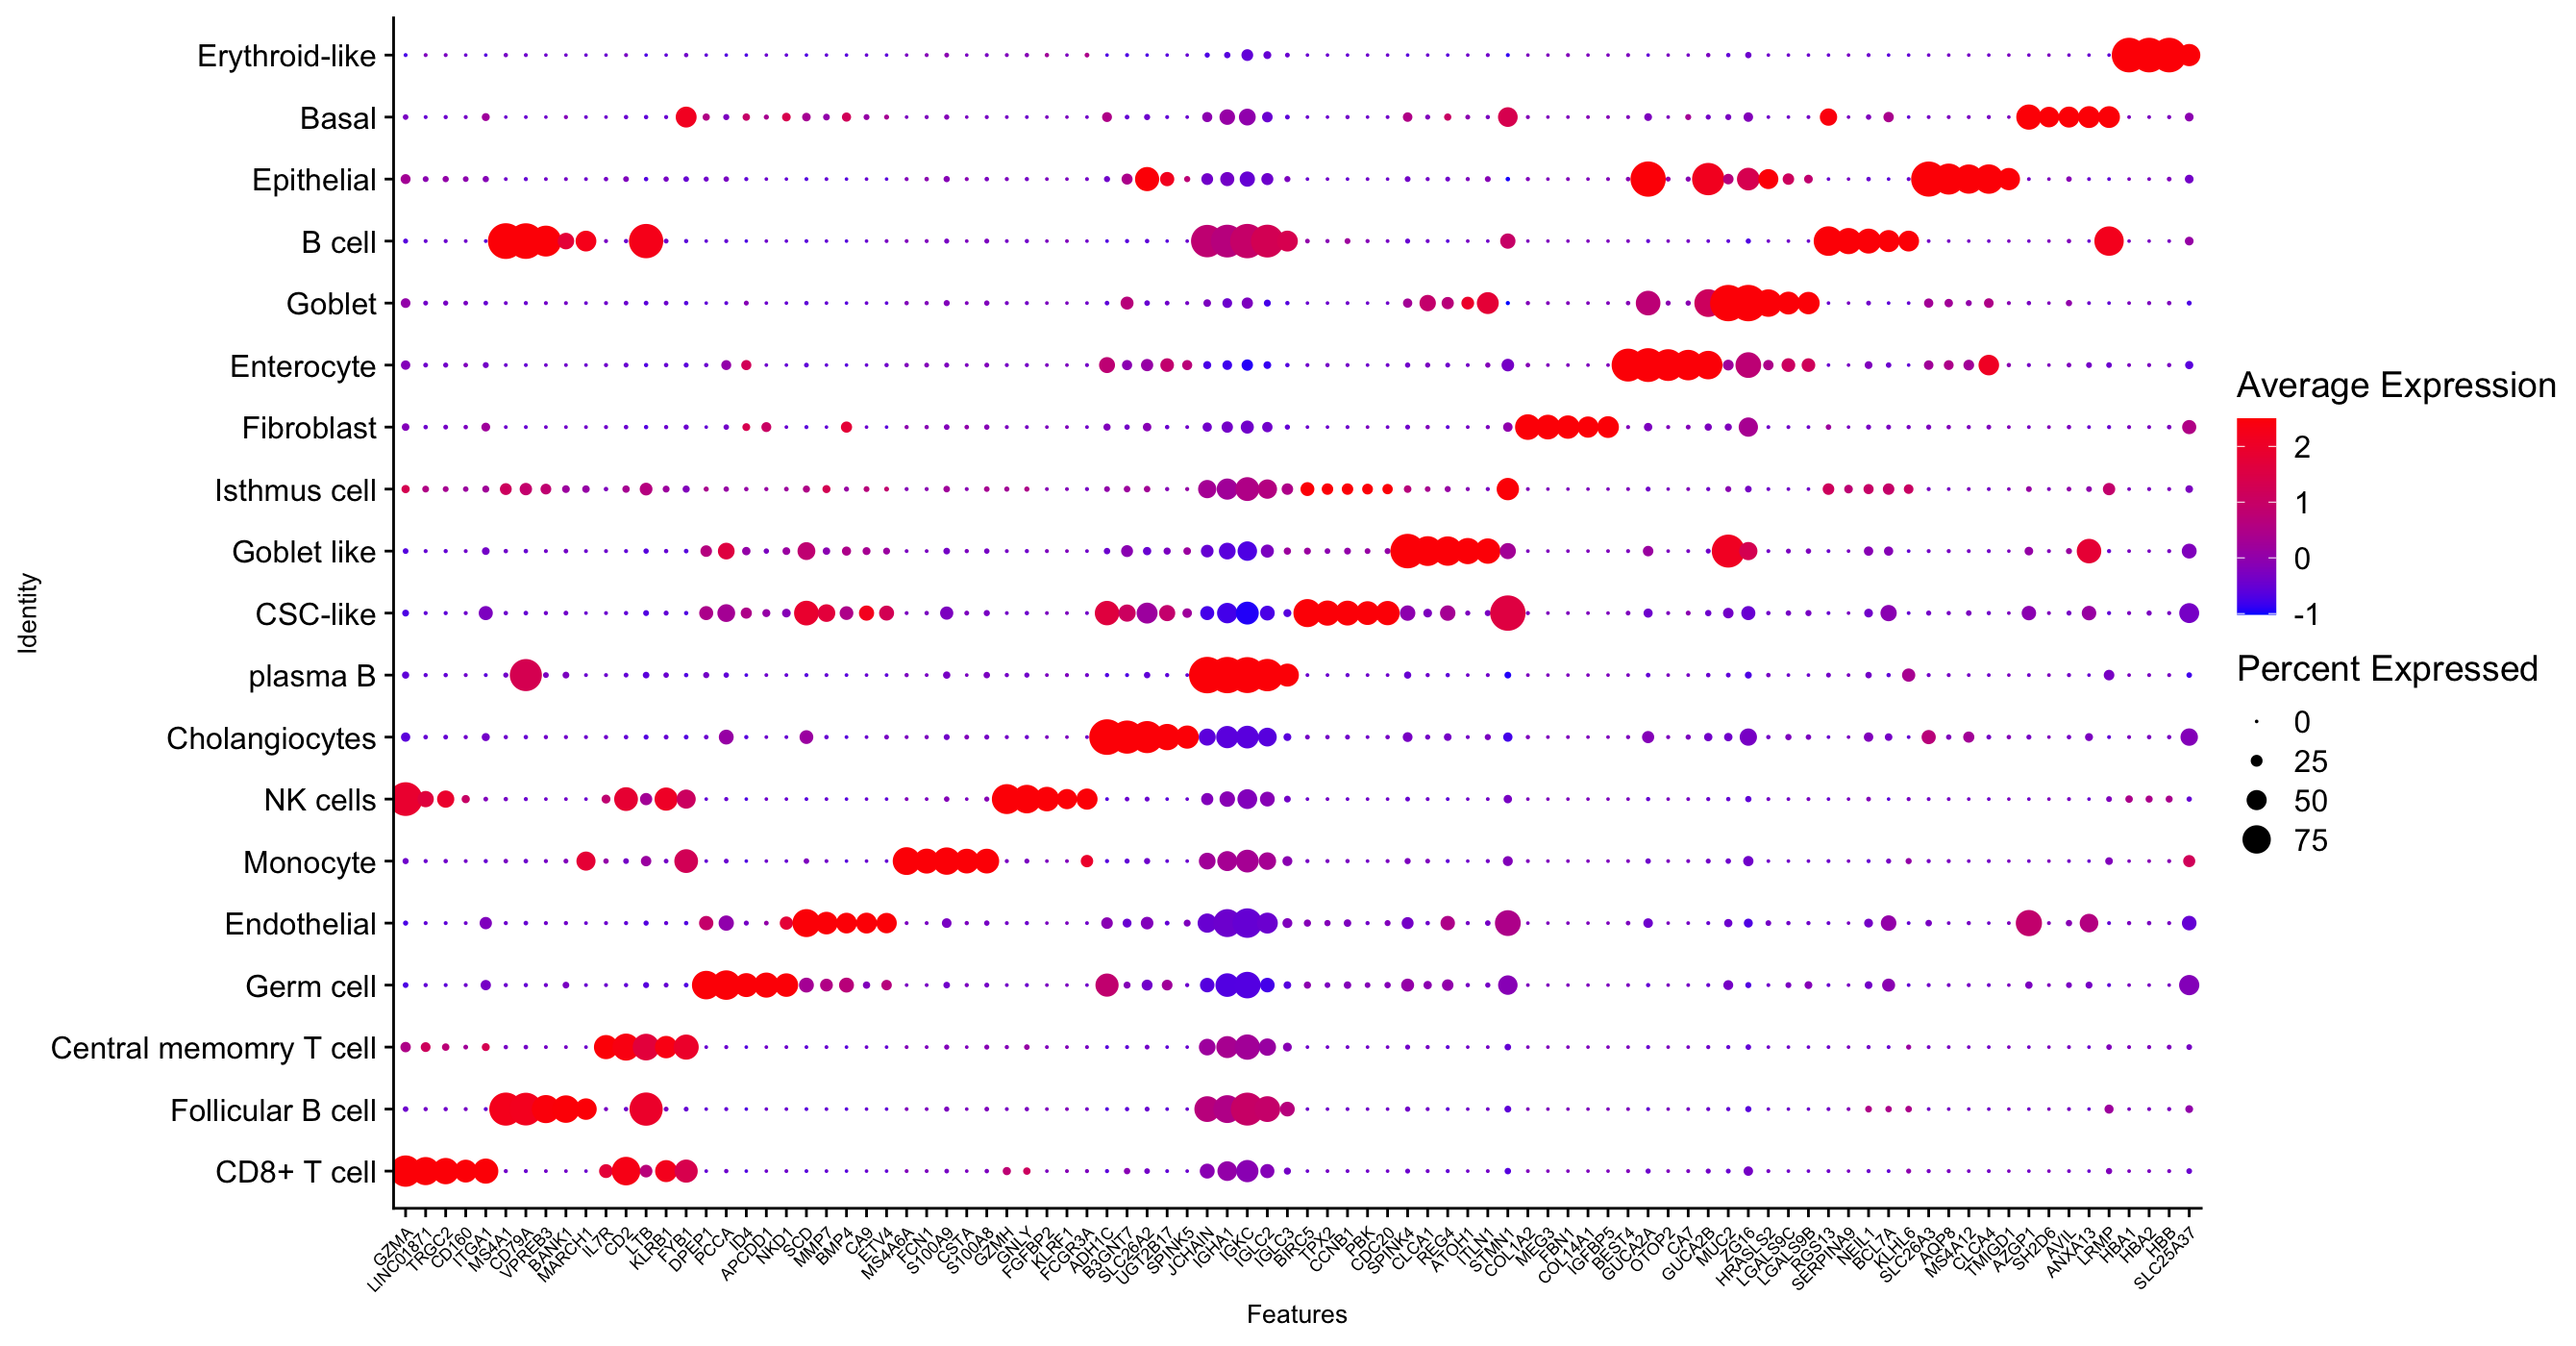 Erythroid-like
Basal
Epithelial
B cell
Goblet
Enterocyte
Fibroblast
Isthmus cell
Goblet like
CSC-like
plasma B
Cholangiocytes
NK cells
Monocyte
Endothelial
Germ cell
Central memomry T cell
Follicular B cell
CD8+ T cell
Identity
GZMA
LINC01871
TRGC2
CD160
ITGA1
MS4A1
CD79A
VPREB3
BANK1
MARCH1
IL7R
CD2
LTB
KLRB1
FYB1
DPEP1
PCCA
ID4
APCDD1
NKD1
SCD
MMP7
BMP4
CA9
ETV4
MS4A6A
FCN1
S100A9
CSTA
S100A8
GZMH
GNLY
FGFBP2
KLRF1
FCGR3A
ADH1C
B3GNT7
SLC26A2
UGT2B17
SPINK5
JCHAIN
IGHA1
IGKC
IGLC2
IGLC3
BIRC5
TPX2
CCNB1
PBK
CDC20
SPINK4
CLCA1
REG4
ATOH1
ITLN1
STMN1
COL1A2
MEG3
FBN1
COL14A1
IGFBP5
BEST4
GUCA2A
OTOP2
CA7
GUCA2B
MUC2
ZG16
HRASLS2
LGALS9C
LGALS9B
RGS13
SERPINA9
NEIL1
BCL7A
KLHL6
SLC26A3
AQP8
MS4A12
CLCA4
TMIGD1
AZGP1
SH2D6
AVIL
ANXA13
LRMP
HBA1
HBA2
HBB
SLC25A37
Features
Average Expression
2
1
0
-1
Percent Expressed
0
25
50
75